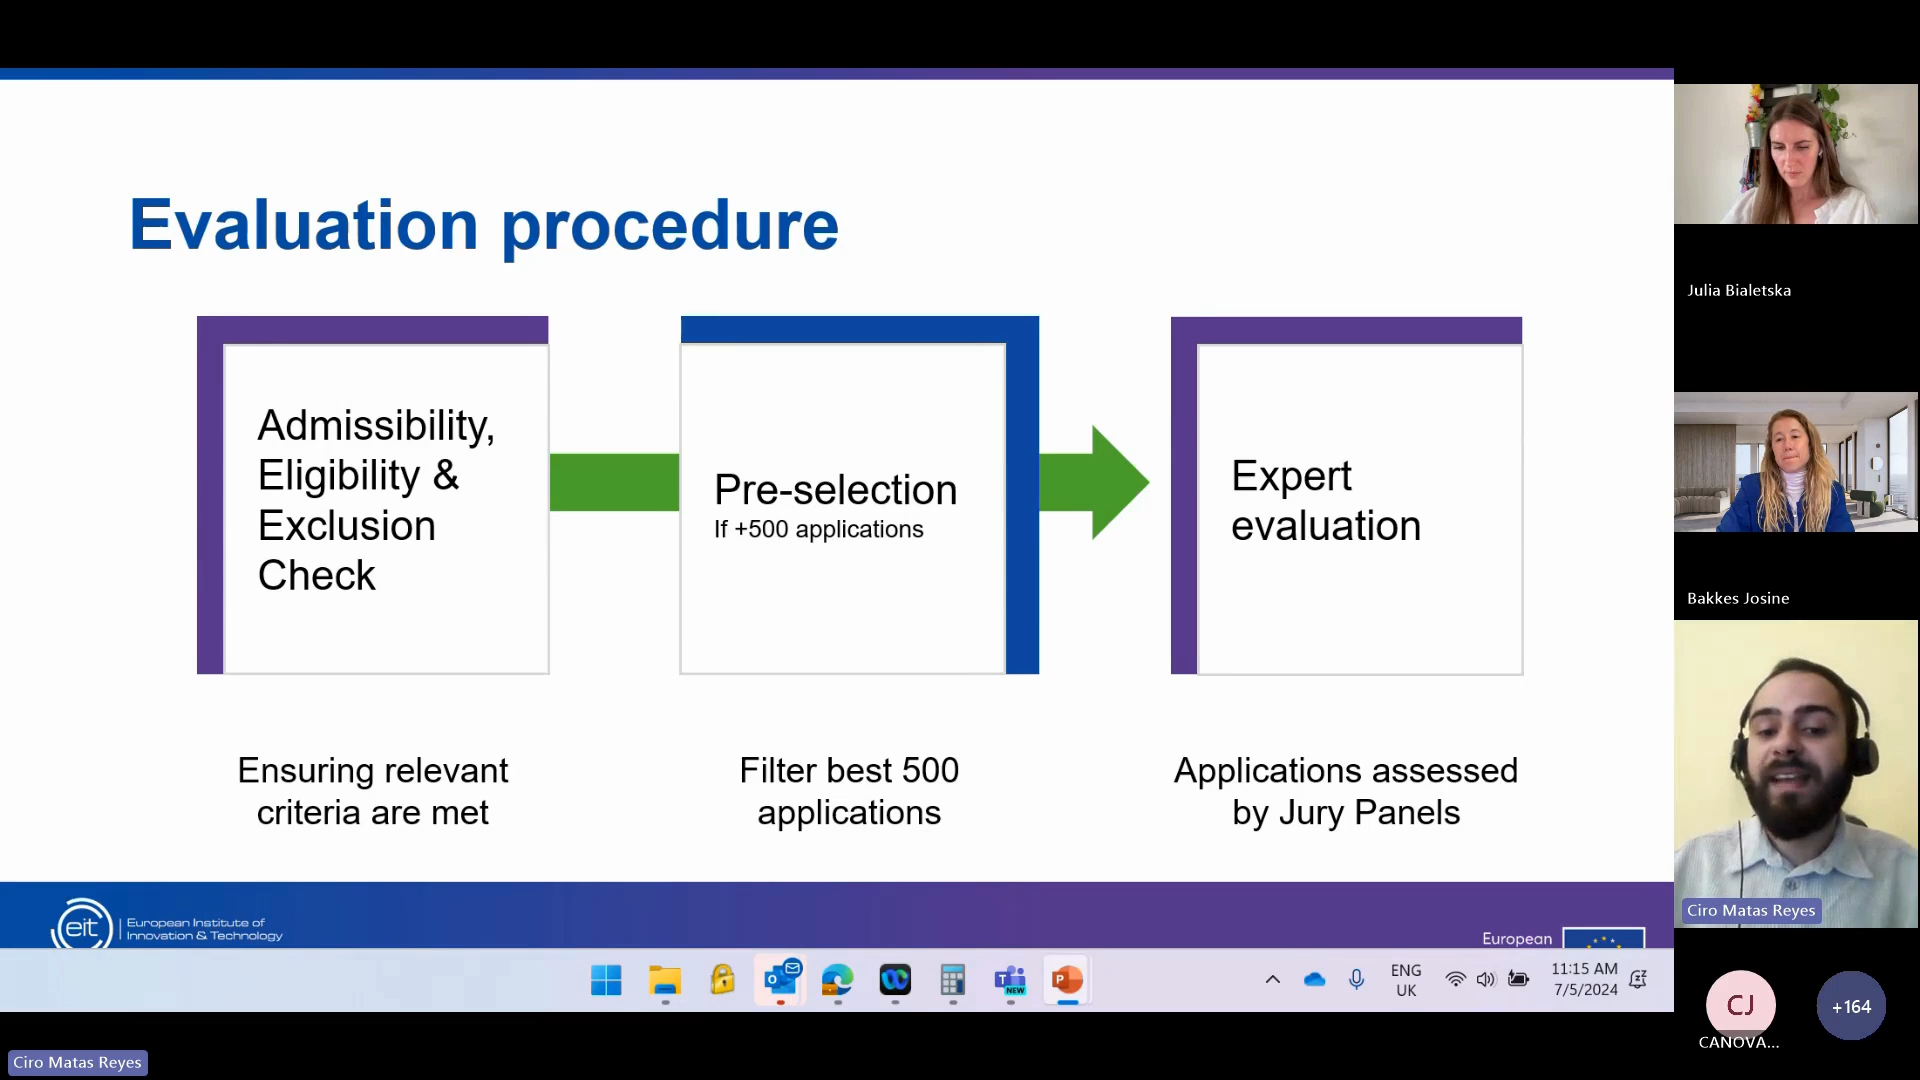 Evaluation procedure
Admissibility,
Eligibility &
Exclusion
Check
Pre-selection
If +500 applications
Expert
evaluation
Ensuring relevant
criteria are met
Filter best 500
applications
Applications assessed
by Jury Panels
eit
European Institute of
Innovation & Technology
European
NEW
ENG
UK
11:15 AM
7/5/2024
Julia Bialetska
Bakkes Josine
Ciro Matas Reyes
CJ
CANOVA...
+164
Ciro Matas Reyes